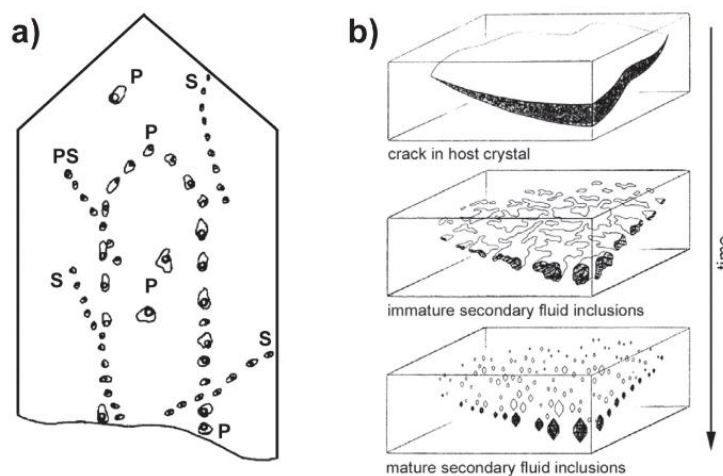 a)
P
S
P
PS
P
S
P
S
P
b)
crack in host crystal
immature secondary fluid inclusions
mature secondary fluid inclusions
time